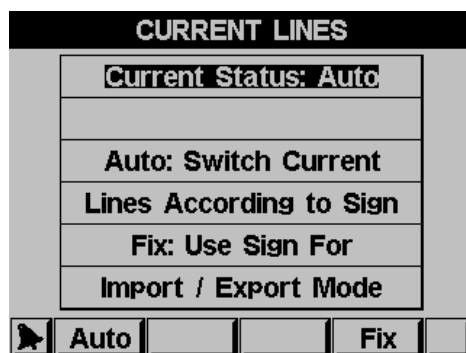 CURRENT LINES
Current Status: Auto
Auto: Switch Current
Lines According to Sign
Fix: Use Sign For
Import / Export Mode
Auto
Fix